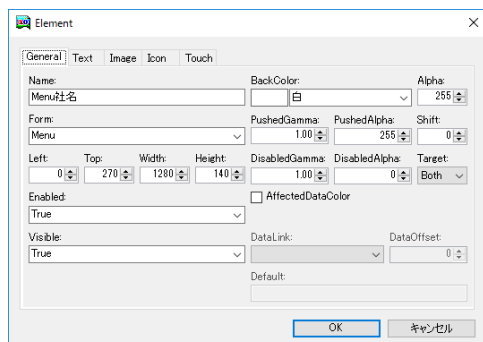 Element
General Text Image Icon Touch
Name: BackColor: Alpha:
Menu社名 白 255
Form: PushedGamma: PushedAlpha: Shift:
Menu 1.00 255 0
Left: Top: Width: Height: DisabledGamma: DisabledAlpha: Target:
0 270 1280 140 1.00 0 Both
Enabled: AffectedDataColor
True
Visible: DataLink: DataOffset:
True 0
Default:
OK キャンセル